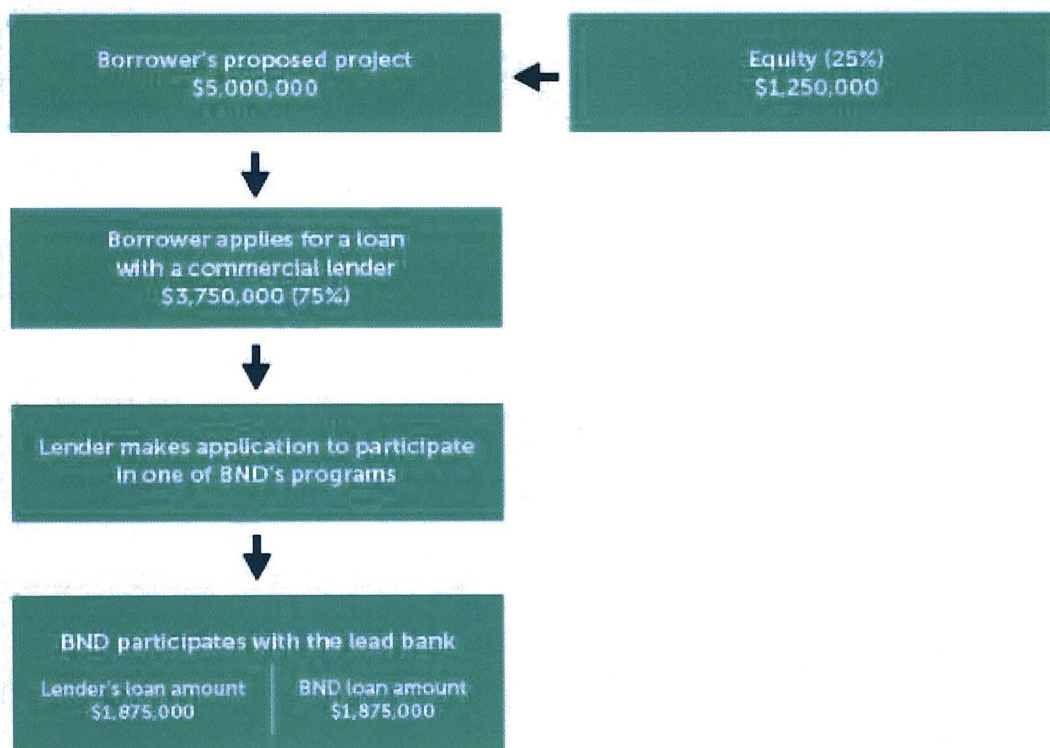 Borrower's proposed project
$5,000,000
Equity (25%)
$1,250,000
Borrower applies for a loan
with a commercial lender
$3,750,000 (75%)
Lender makes application to participate
in one of BND's programs
BND participates with the lead bank
Lender's loan amount
$1,875,000
BND loan amount
$1,875,000